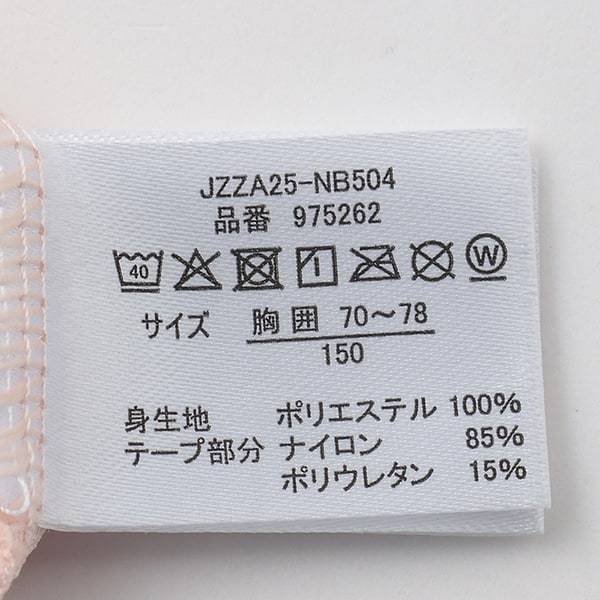 JZZA25-NB504
品番 975262
40 W
サイズ 胸囲 70～78
150
身生地 ポリエステル 100%
テープ部分 ナイロン 85%
ポリウレタン 15%